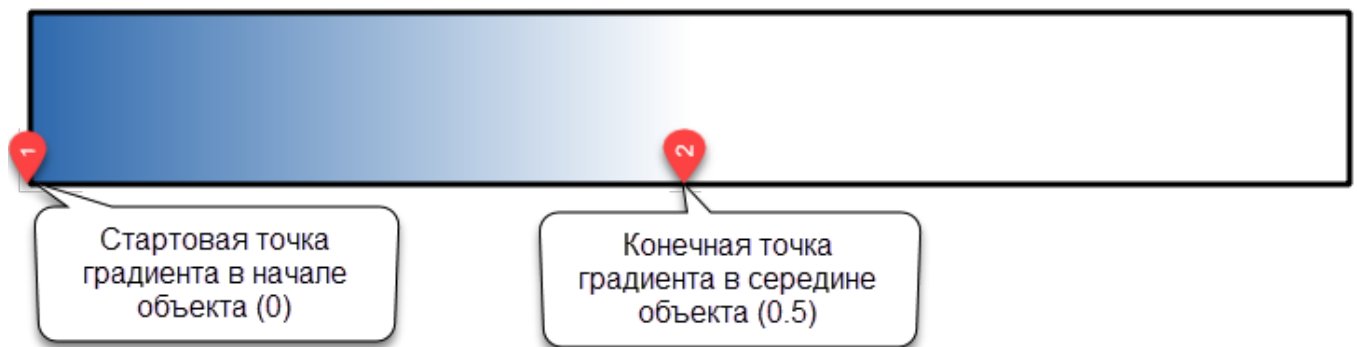 1
2
Стартовая точка
градиента в начале
объекта (0)
Конечная точка
градиента в середине
объекта (0.5)